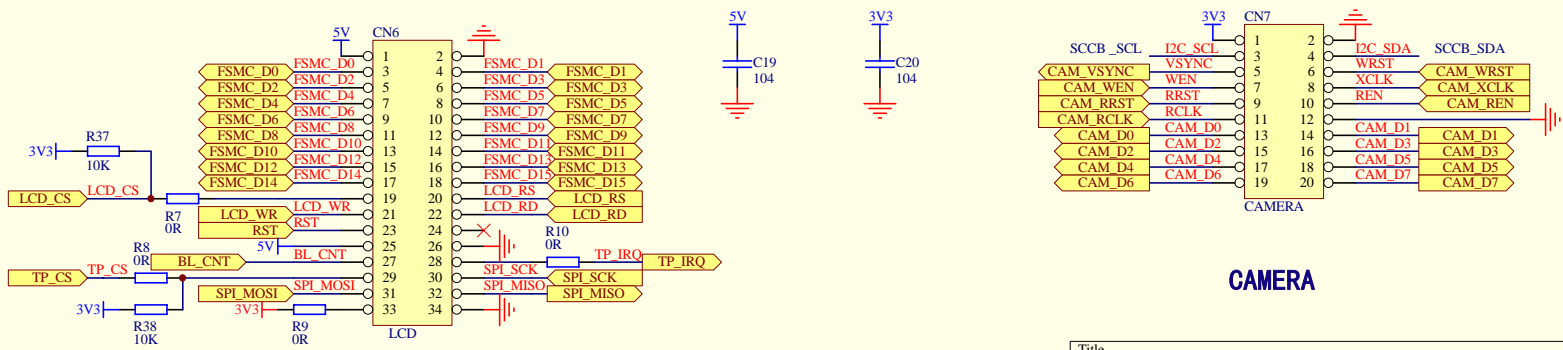 5V
CN6
1
2
FSMC_D0
FSMC_D0
3
4
FSMC_D1
FSMC_D1
FSMC_D2
FSMC_D2
5
6
FSMC_D3
FSMC_D3
FSMC_D4
FSMC_D4
7
8
FSMC_D5
FSMC_D5
FSMC_D6
FSMC_D6
9
10
FSMC_D7
FSMC_D7
FSMC_D8
FSMC_D8
11
12
FSMC_D9
FSMC_D9
FSMC_D10
FSMC_D10
13
14
FSMC_D11
FSMC_D11
FSMC_D12
FSMC_D12
15
16
FSMC_D13
FSMC_D13
FSMC_D14
FSMC_D14
17
18
FSMC_D15
FSMC_D15
R37
3V3
10K
LCD_CS
LCD_CS
R7
0R
19
20
LCD_RS
LCD_RS
LCD_WR
LCD_WR
21
22
LCD_RD
LCD_RD
RST
RST
23
24
5V
25
26
R8
0R
BL_CNT
BL_CNT
27
28
R10
0R
TP_IRQ
TP_IRQ
TP_CS
TP_CS
29
30
SPI_SCK
SPI_SCK
SPI_MOSI
SPI_MOSI
31
32
SPI_MISO
SPI_MISO
3V3
R38
10K
3V3
R9
0R
33
34
LCD
5V
C19
104
3V3
C20
104
3V3
CN7
1
2
SCCB _SCL
I2C_SCL
3
4
I2C_SDA
SCCB_SDA
CAM_VSYNC
VSYNC
5
6
WRST
CAM_WRST
CAM_WEN
WEN
7
8
XCLK
CAM_XCLK
CAM_RRST
RRST
9
10
REN
CAM_REN
CAM_RCLK
RCLK
11
12
CAM_D0
CAM_D0
13
14
CAM_D1
CAM_D1
CAM_D2
CAM_D2
15
16
CAM_D3
CAM_D3
CAM_D4
CAM_D4
17
18
CAM_D5
CAM_D5
CAM_D6
CAM_D6
19
20
CAM_D7
CAM_D7
CAMERA
CAMERA
Title